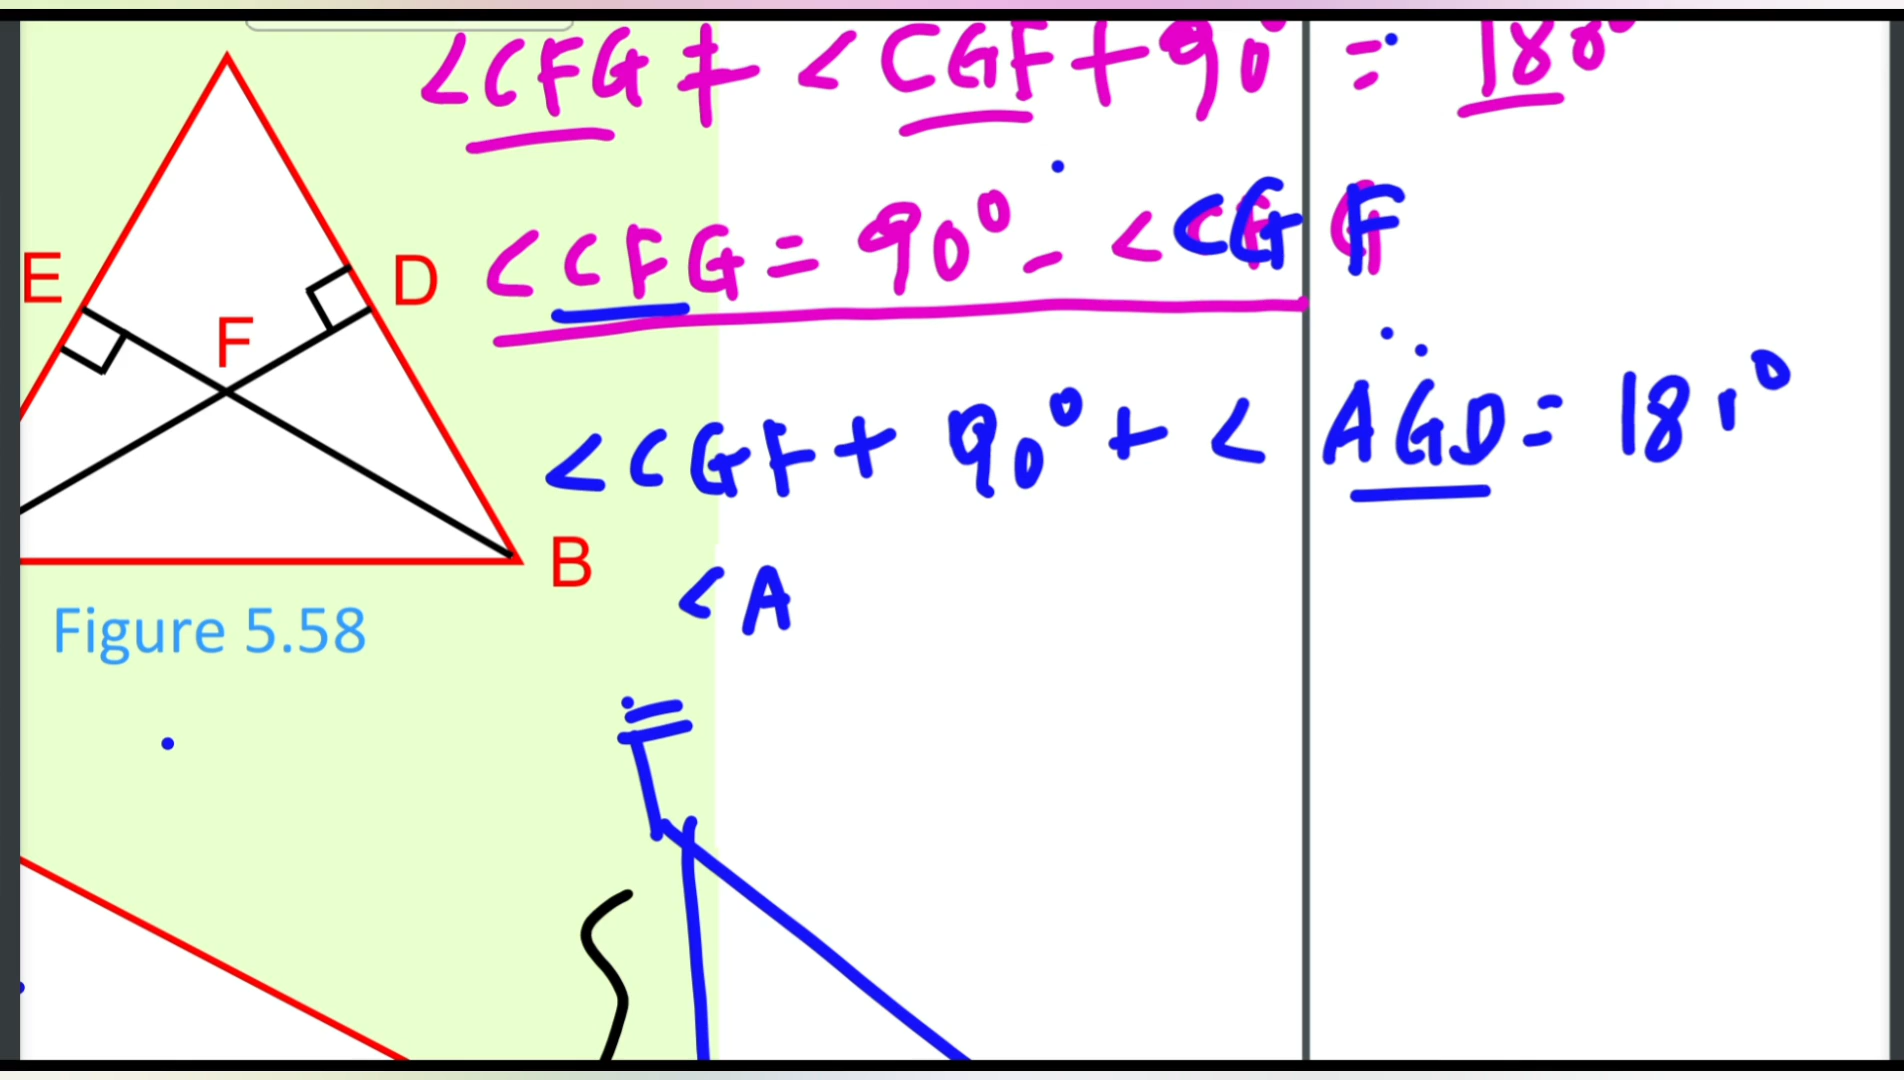 <CFG + <CGF + 90° = 180°
<CFG = 90° - <CGF
<CGF + 90° + < AGD = 180°
<A
E
D
F
B
Figure 5.58